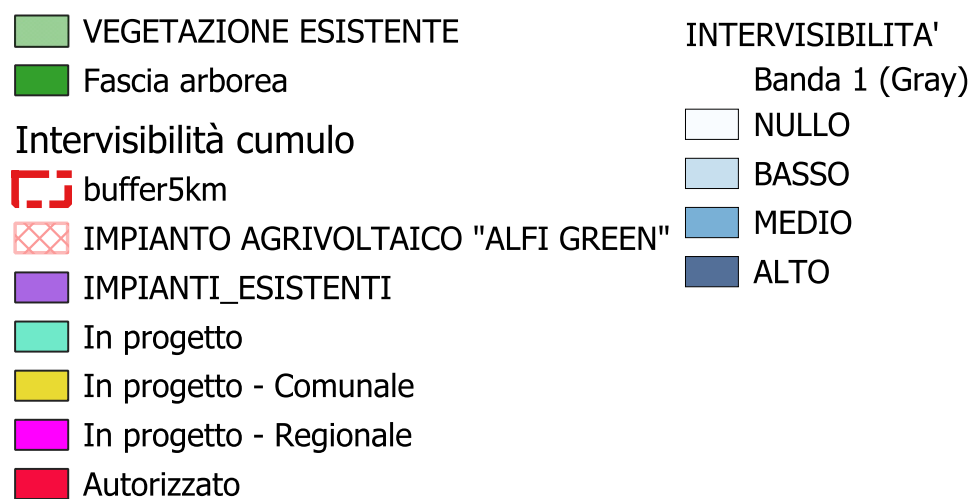 VEGETAZIONE ESISTENTE
Fascia arborea
Intervisibilità cumulo
buffer5km
IMPIANTO AGRIVOLTAICO "ALFI GREEN"
IMPIANTI_ESISTENTI
In progetto
In progetto - Comunale
In progetto - Regionale
Autorizzato
INTERVISIBILITA'
Banda 1 (Gray)
NULLO
BASSO
MEDIO
ALTO